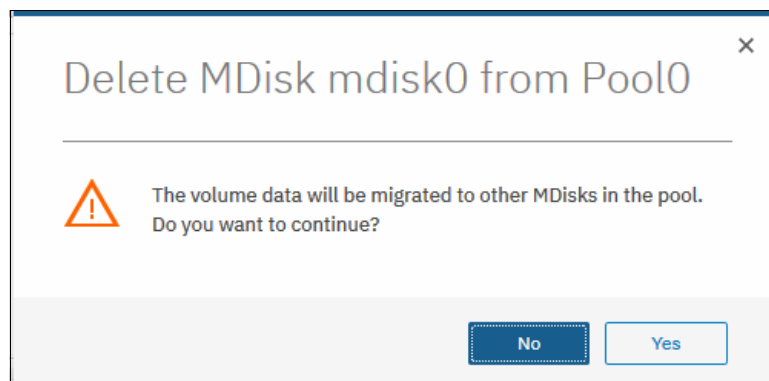 Delete MDisk mdisk0 from Pool0
The volume data will be migrated to other MDisks in the pool.
Do you want to continue?
No
Yes